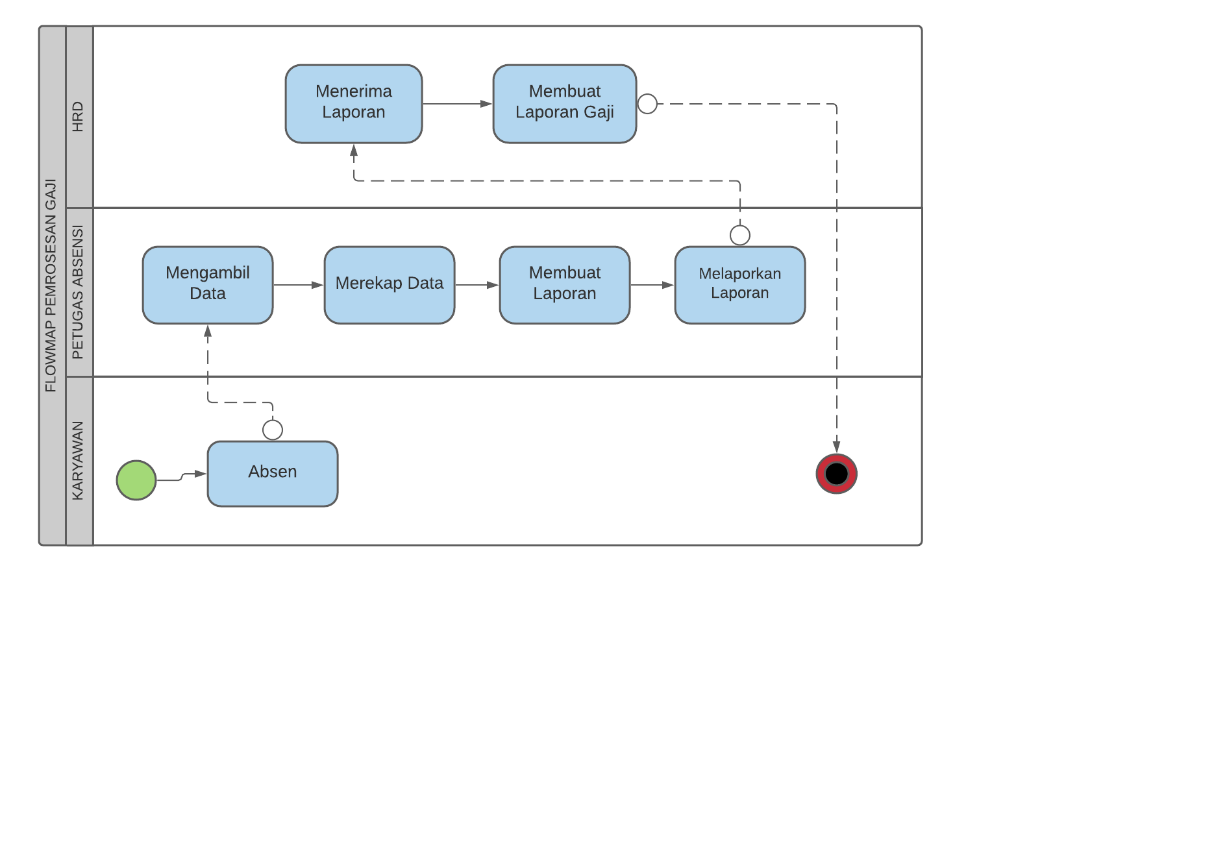 FLOWMAP PEMROSESAN GAJI
HRD
Menerima
Laporan
Membuat
Laporan Gaji
PETUGAS ABSENSI
Mengambil
Data
Merekap Data
Membuat
Laporan
Melaporkan
Laporan
KARYAWAN
Absen